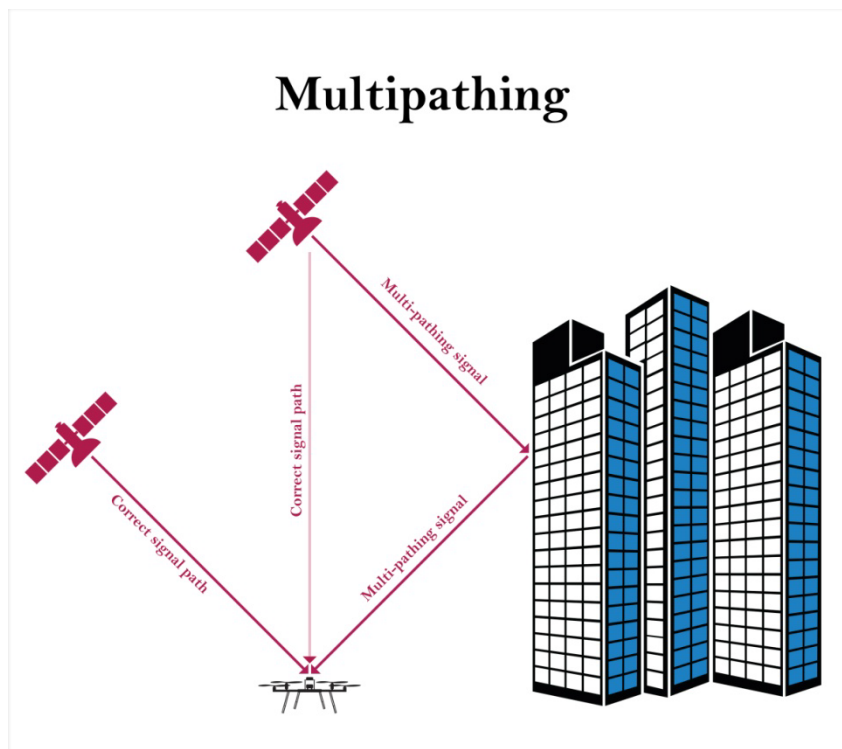 Multipathing
Multi-pathing signal
Correct signal path
Correct signal path
Multi-pathing signal